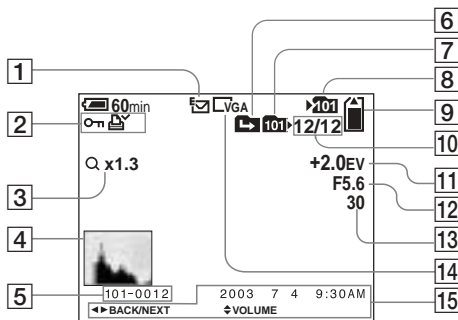 6
7
1
8
60min
E
VGA
101
9
2
101
12/12
10
x1.3
+2.0EV
11
3
F5.6
12
30
13
4
14
5
101-0012
2003 7 4 9:30AM
15
BACK/NEXT
VOLUME